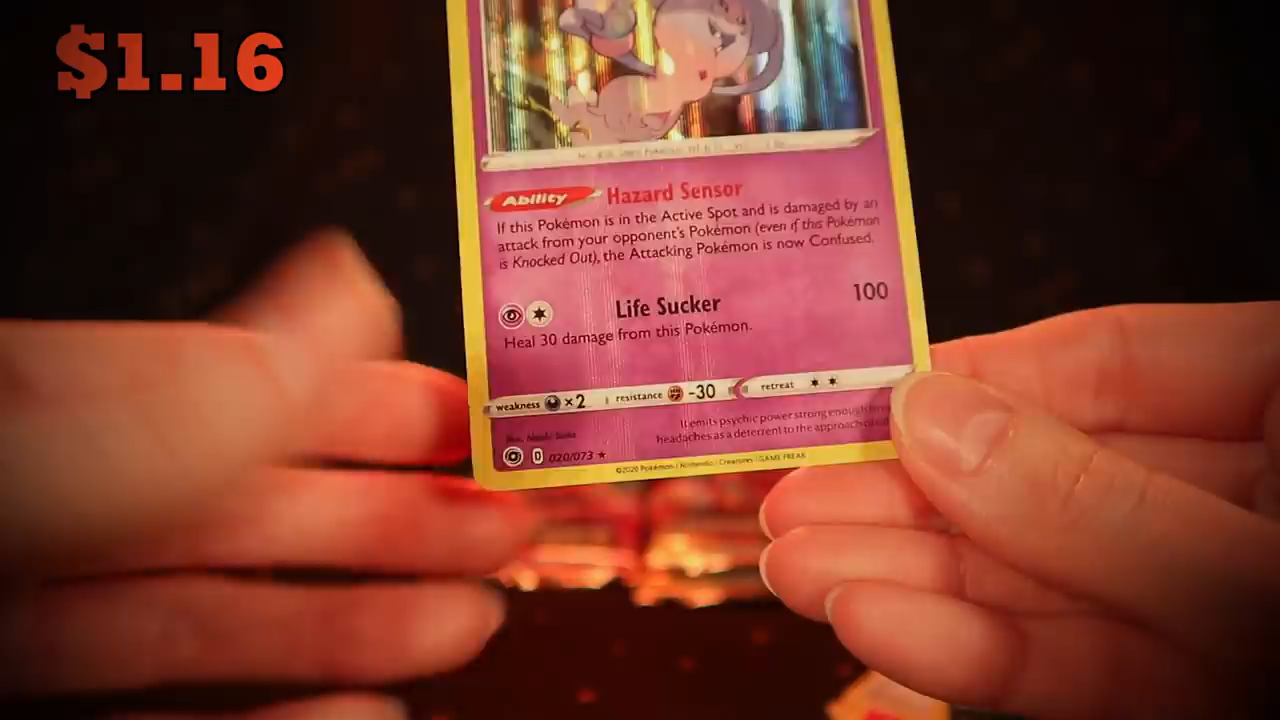 $1.16
Ability Hazard Sensor
If this Pokémon is in the Active Spot and is damaged by an
attack from your opponent's Pokémon (even if this Pokémon
is Knocked Out), the Attacking Pokémon is now Confused.
Life Sucker 100
Heal 30 damage from this Pokémon.
weakness ×2 resistance -30 retreat
It emits psychic power strong enough
headaches as a deterrent to the approach of
D 020/073
©2020 Pokémon / Nintendo / Creatures / GAME FREAK